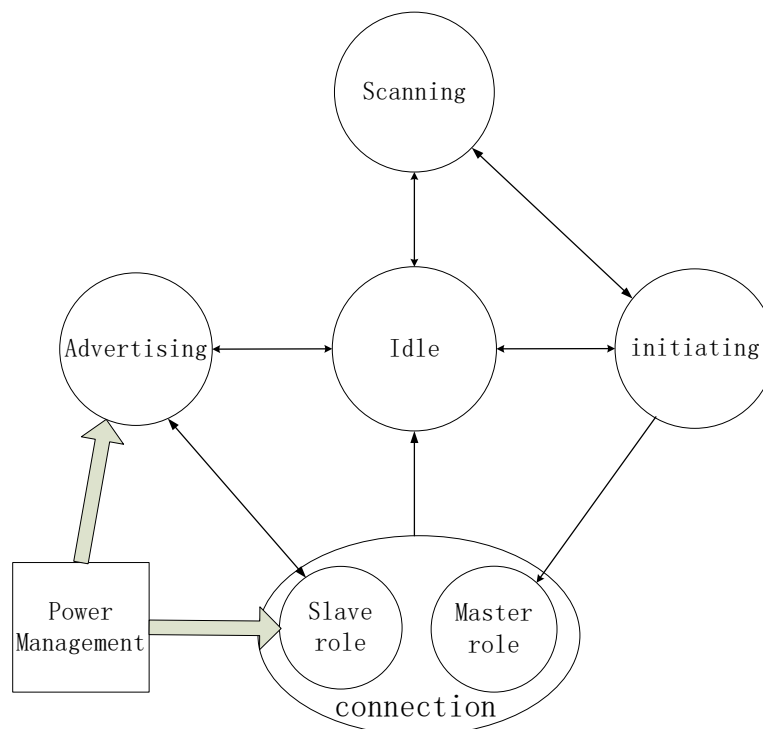 Scanning
Advertising
Idle
initiating
Power
Management
Slave
role
Master
role
connection